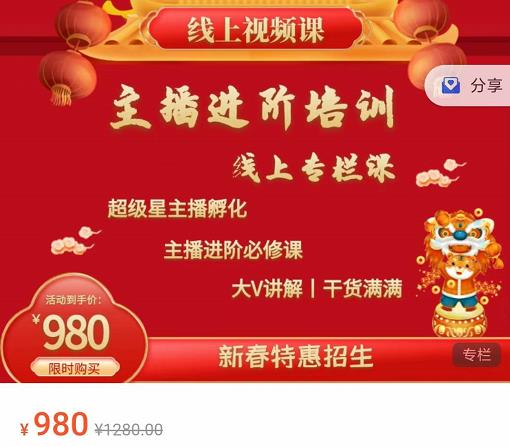 线上视频课
分享
主播进阶培训
线上专栏课
超级星主播孵化
主播进阶必修课
大V讲解丨干货满满
活动到手价:
¥980
限时购买
新春特惠招生
专栏
¥980 ¥1280.00